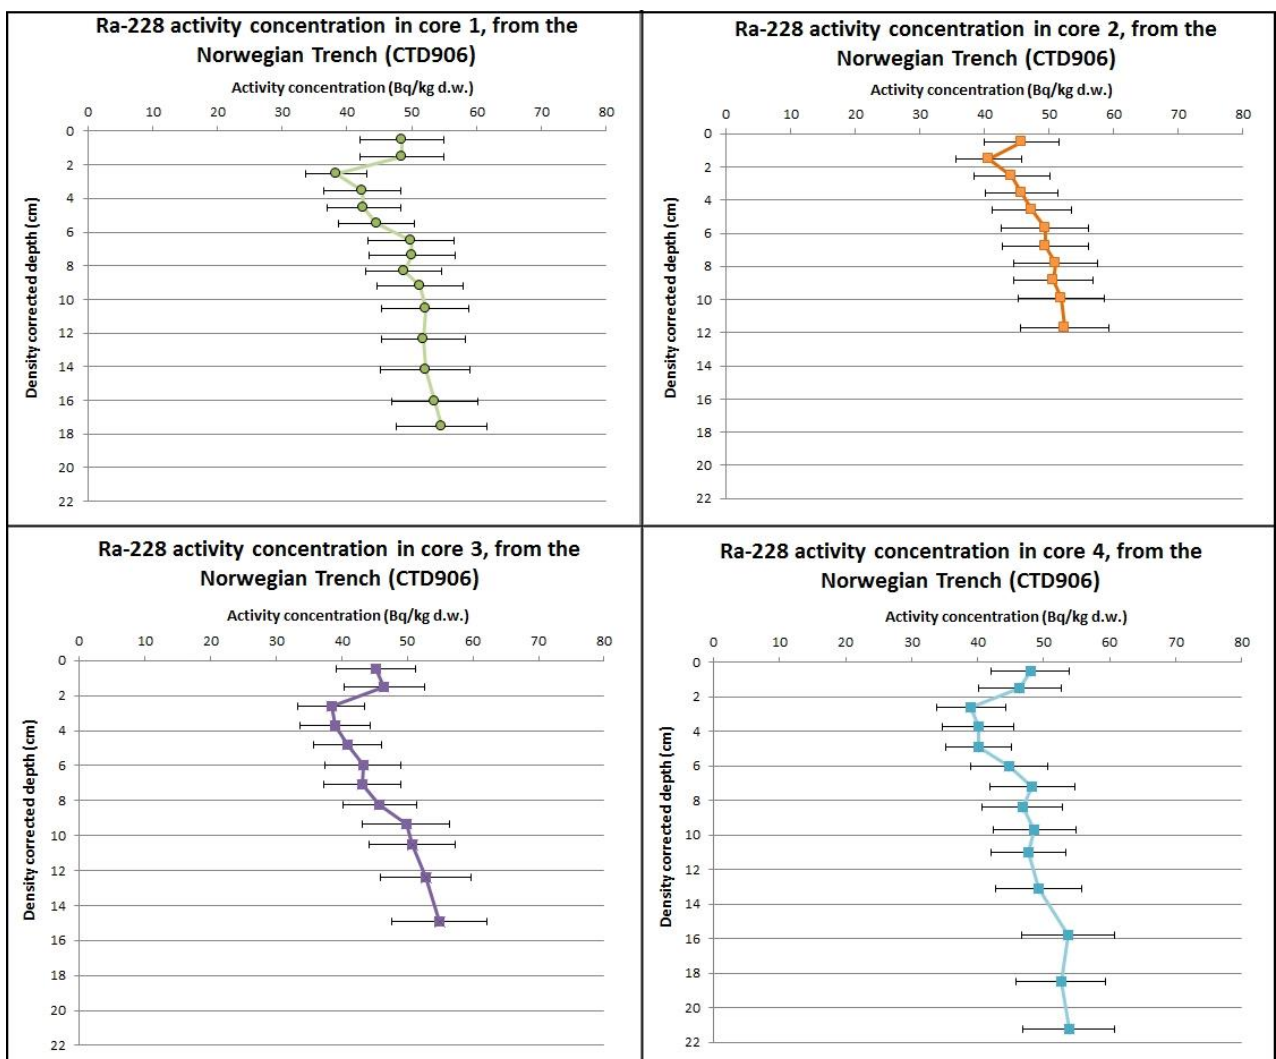 Ra-228 activity concentration in core 1, from the
Norwegian Trench (CTD906)
Activity concentration (Bq/kg d.w.)
0 10 20 30 40 50 60 70 80
Density corrected depth (cm)
0
2
4
6
8
10
12
14
16
18
20
22
Ra-228 activity concentration in core 2, from the
Norwegian Trench (CTD906)
Activity concentration (Bq/kg d.w.)
0 10 20 30 40 50 60 70 80
Density corrected depth (cm)
0
2
4
6
8
10
12
14
16
18
20
22
Ra-228 activity concentration in core 3, from the
Norwegian Trench (CTD906)
Activity concentration (Bq/kg d.w.)
0 10 20 30 40 50 60 70 80
Density corrected depth (cm)
0
2
4
6
8
10
12
14
16
18
20
22
Ra-228 activity concentration in core 4, from the
Norwegian Trench (CTD906)
Activity concentration (Bq/kg d.w.)
0 10 20 30 40 50 60 70 80
Density corrected depth (cm)
0
2
4
6
8
10
12
14
16
18
20
22